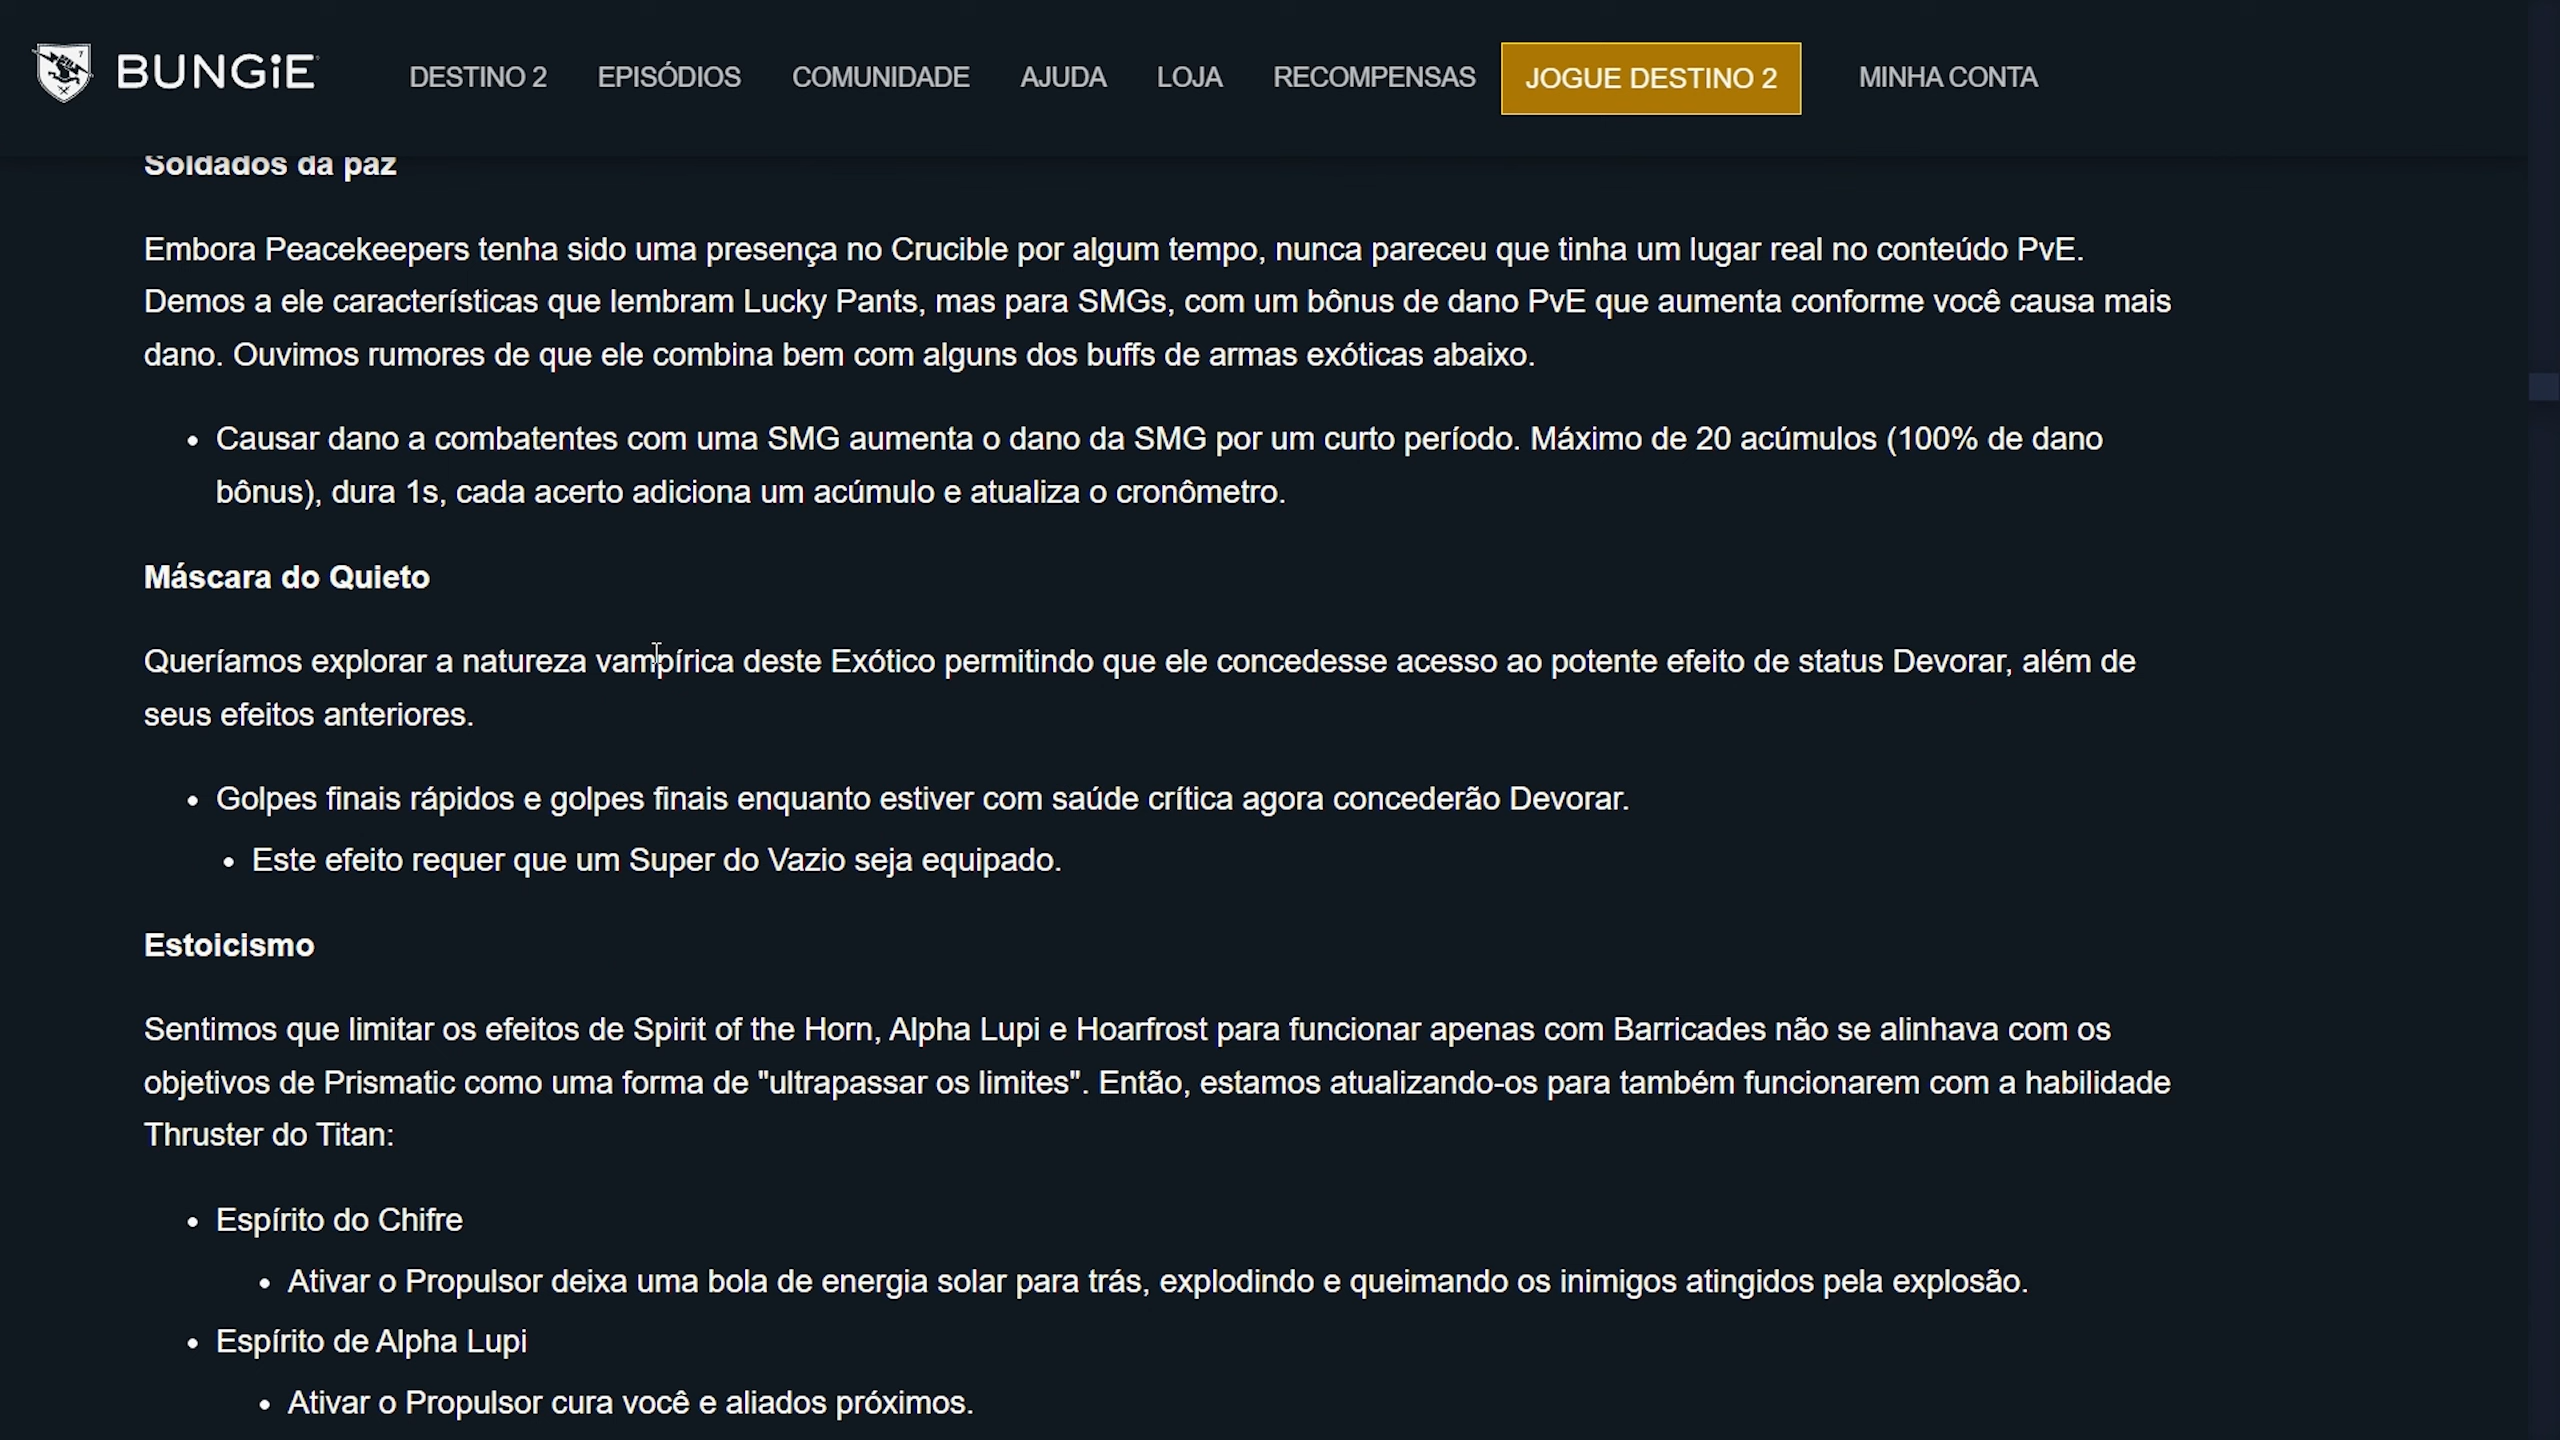 BUNGiE
DESTINO 2 EPISÓDIOS COMUNIDADE AJUDA LOJA RECOMPENSAS JOGUE DESTINO 2 MINHA CONTA
Soldados da paz
Embora Peacekeepers tenha sido uma presença no Crucible por algum tempo, nunca pareceu que tinha um lugar real no conteúdo PvE.
Demos a ele características que lembram Lucky Pants, mas para SMGs, com um bônus de dano PvE que aumenta conforme você causa mais
dano. Ouvimos rumores de que ele combina bem com alguns dos buffs de armas exóticas abaixo.
• Causar dano a combatentes com uma SMG aumenta o dano da SMG por um curto período. Máximo de 20 acúmulos (100% de dano
bônus), dura 1s, cada acerto adiciona um acúmulo e atualiza o cronômetro.
Máscara do Quieto
Queríamos explorar a natureza vampírica deste Exótico permitindo que ele concedesse acesso ao potente efeito de status Devorar, além de
seus efeitos anteriores.
• Golpes finais rápidos e golpes finais enquanto estiver com saúde crítica agora concederão Devorar.
• Este efeito requer que um Super do Vazio seja equipado.
Estoicismo
Sentimos que limitar os efeitos de Spirit of the Horn, Alpha Lupi e Hoarfrost para funcionar apenas com Barricades não se alinhava com os
objetivos de Prismatic como uma forma de "ultrapassar os limites". Então, estamos atualizando-os para também funcionarem com a habilidade
Thruster do Titan:
• Espírito do Chifre
• Ativar o Propulsor deixa uma bola de energia solar para trás, explodindo e queimando os inimigos atingidos pela explosão.
• Espírito de Alpha Lupi
• Ativar o Propulsor cura você e aliados próximos.